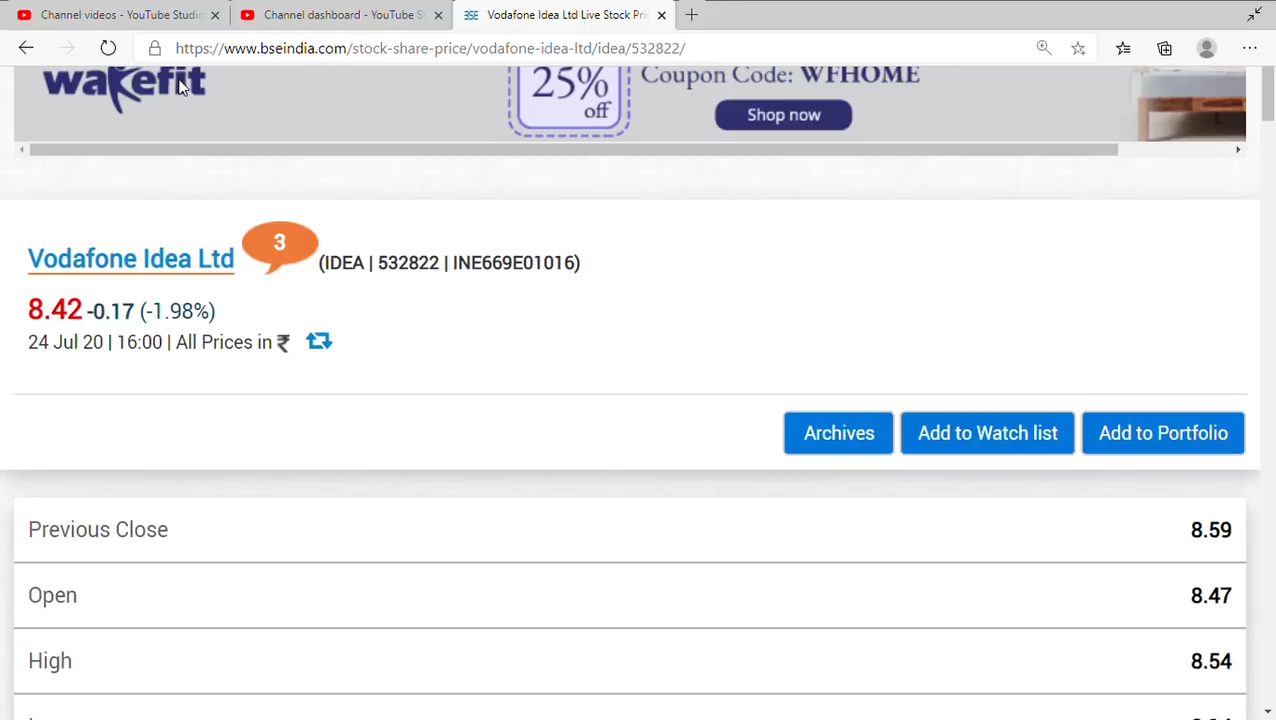 Channel videos - YouTube Studio
Channel dashboard - YouTube S
Vodafone Idea Ltd Live Stock Pri
https://www.bseindia.com/stock-share-price/vodafone-idea-ltd/idea/532822/
wakefit
25%
off
Coupon Code: WFHOME
Shop now
Vodafone Idea Ltd
3
(IDEA | 532822 | INE669E01016)
8.42 -0.17 (-1.98%)
24 Jul 20 | 16:00 | All Prices in ₹
Archives
Add to Watch list
Add to Portfolio
Previous Close 8.59
Open 8.47
High 8.54